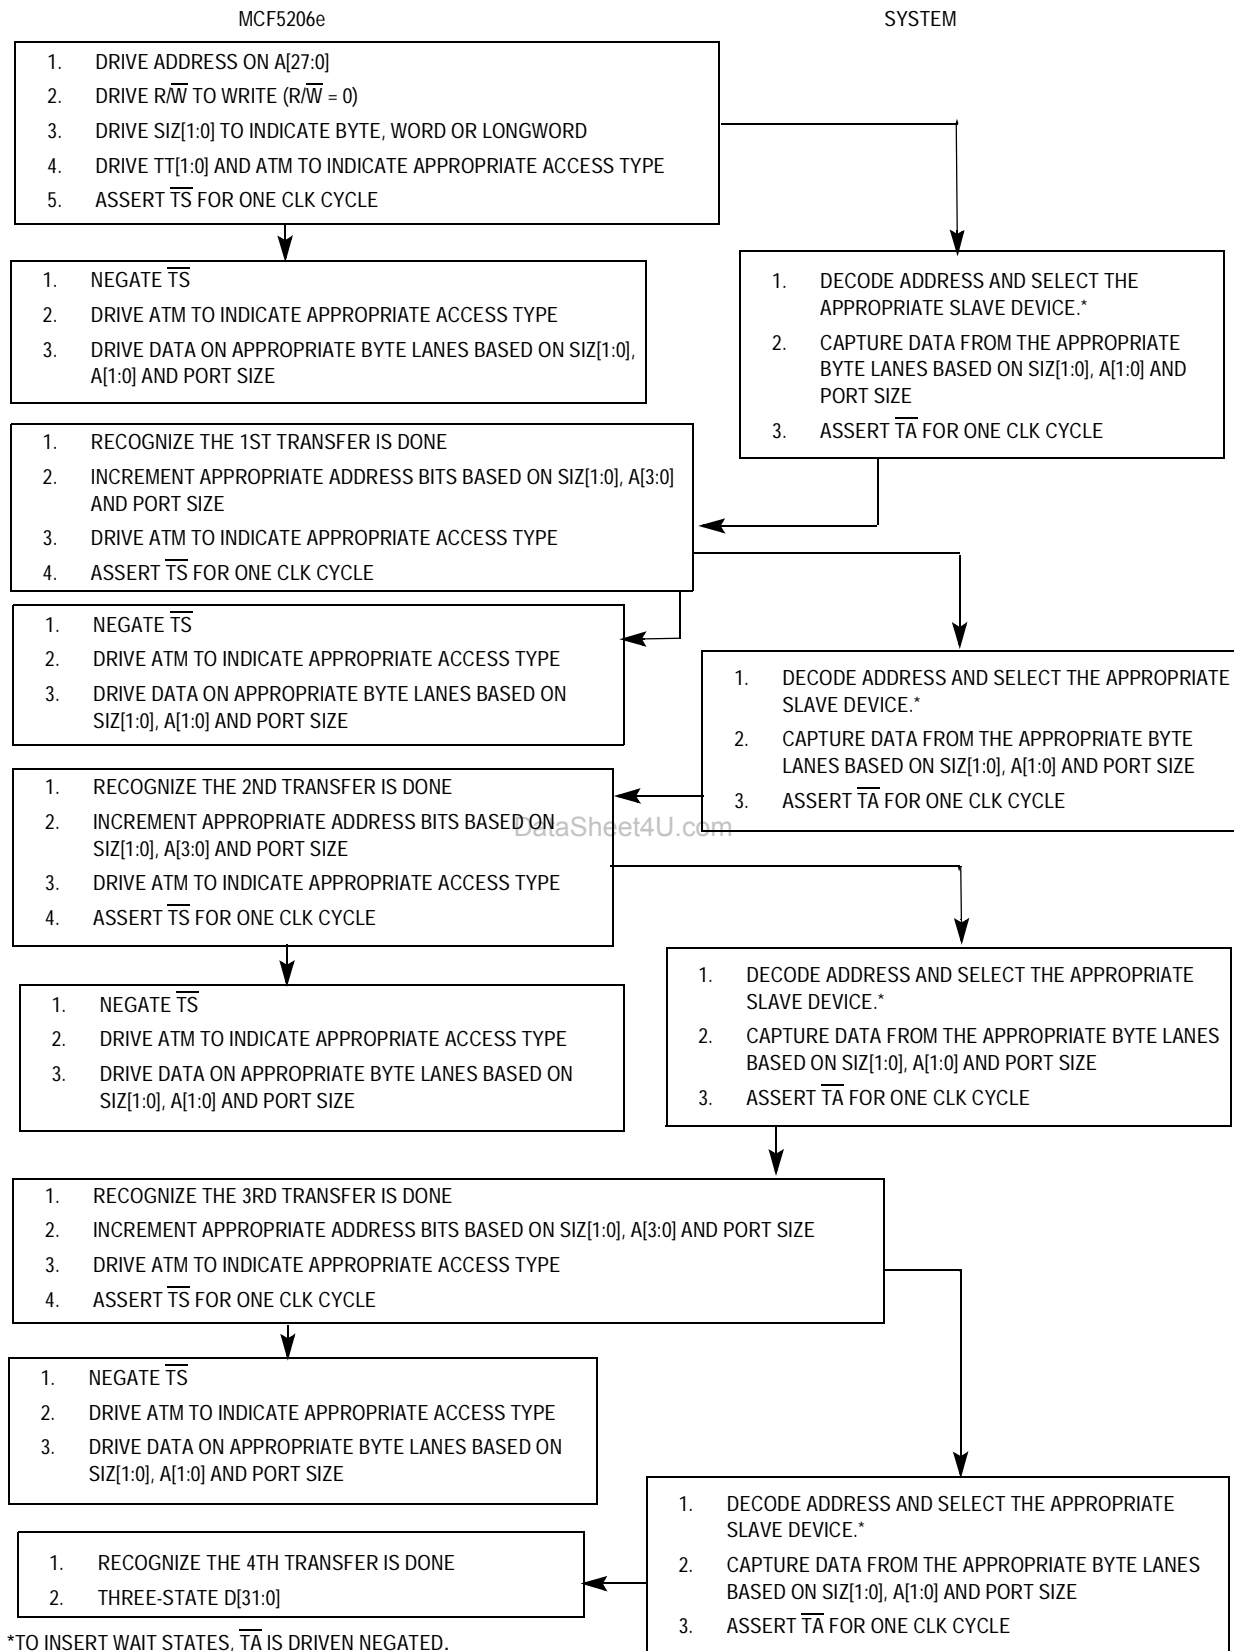 MCF5206e
SYSTEM
1. DRIVE ADDRESS ON A[27:0]
2. DRIVE R/W̅ TO WRITE (R/W̅ = 0)
3. DRIVE SIZ[1:0] TO INDICATE BYTE, WORD OR LONGWORD
4. DRIVE TT[1:0] AND ATM TO INDICATE APPROPRIATE ACCESS TYPE
5. ASSERT T̅S̅ FOR ONE CLK CYCLE
1. NEGATE T̅S̅
2. DRIVE ATM TO INDICATE APPROPRIATE ACCESS TYPE
3. DRIVE DATA ON APPROPRIATE BYTE LANES BASED ON SIZ[1:0],
A[1:0] AND PORT SIZE
1. DECODE ADDRESS AND SELECT THE
APPROPRIATE SLAVE DEVICE.*
2. CAPTURE DATA FROM THE APPROPRIATE
BYTE LANES BASED ON SIZ[1:0], A[1:0] AND
PORT SIZE
3. ASSERT T̅A̅ FOR ONE CLK CYCLE
1. RECOGNIZE THE 1ST TRANSFER IS DONE
2. INCREMENT APPROPRIATE ADDRESS BITS BASED ON SIZ[1:0], A[3:0]
AND PORT SIZE
3. DRIVE ATM TO INDICATE APPROPRIATE ACCESS TYPE
4. ASSERT T̅S̅ FOR ONE CLK CYCLE
1. NEGATE T̅S̅
2. DRIVE ATM TO INDICATE APPROPRIATE ACCESS TYPE
3. DRIVE DATA ON APPROPRIATE BYTE LANES BASED ON
SIZ[1:0], A[1:0] AND PORT SIZE
1. DECODE ADDRESS AND SELECT THE APPROPRIATE
SLAVE DEVICE.*
2. CAPTURE DATA FROM THE APPROPRIATE BYTE
LANES BASED ON SIZ[1:0], A[1:0] AND PORT SIZE
3. ASSERT T̅A̅ FOR ONE CLK CYCLE
1. RECOGNIZE THE 2ND TRANSFER IS DONE
2. INCREMENT APPROPRIATE ADDRESS BITS BASED ON
SIZ[1:0], A[3:0] AND PORT SIZE
3. DRIVE ATM TO INDICATE APPROPRIATE ACCESS TYPE
4. ASSERT T̅S̅ FOR ONE CLK CYCLE
DataSheet4U.com
1. NEGATE T̅S̅
2. DRIVE ATM TO INDICATE APPROPRIATE ACCESS TYPE
3. DRIVE DATA ON APPROPRIATE BYTE LANES BASED ON
SIZ[1:0], A[1:0] AND PORT SIZE
1. DECODE ADDRESS AND SELECT THE APPROPRIATE
SLAVE DEVICE.*
2. CAPTURE DATA FROM THE APPROPRIATE BYTE LANES
BASED ON SIZ[1:0], A[1:0] AND PORT SIZE
3. ASSERT T̅A̅ FOR ONE CLK CYCLE
1. RECOGNIZE THE 3RD TRANSFER IS DONE
2. INCREMENT APPROPRIATE ADDRESS BITS BASED ON SIZ[1:0], A[3:0] AND PORT SIZE
3. DRIVE ATM TO INDICATE APPROPRIATE ACCESS TYPE
4. ASSERT T̅S̅ FOR ONE CLK CYCLE
1. NEGATE T̅S̅
2. DRIVE ATM TO INDICATE APPROPRIATE ACCESS TYPE
3. DRIVE DATA ON APPROPRIATE BYTE LANES BASED ON
SIZ[1:0], A[1:0] AND PORT SIZE
1. DECODE ADDRESS AND SELECT THE APPROPRIATE
SLAVE DEVICE.*
2. CAPTURE DATA FROM THE APPROPRIATE BYTE LANES
BASED ON SIZ[1:0], A[1:0] AND PORT SIZE
3. ASSERT T̅A̅ FOR ONE CLK CYCLE
1. RECOGNIZE THE 4TH TRANSFER IS DONE
2. THREE-STATE D[31:0]
*TO INSERT WAIT STATES, T̅A̅ IS DRIVEN NEGATED.